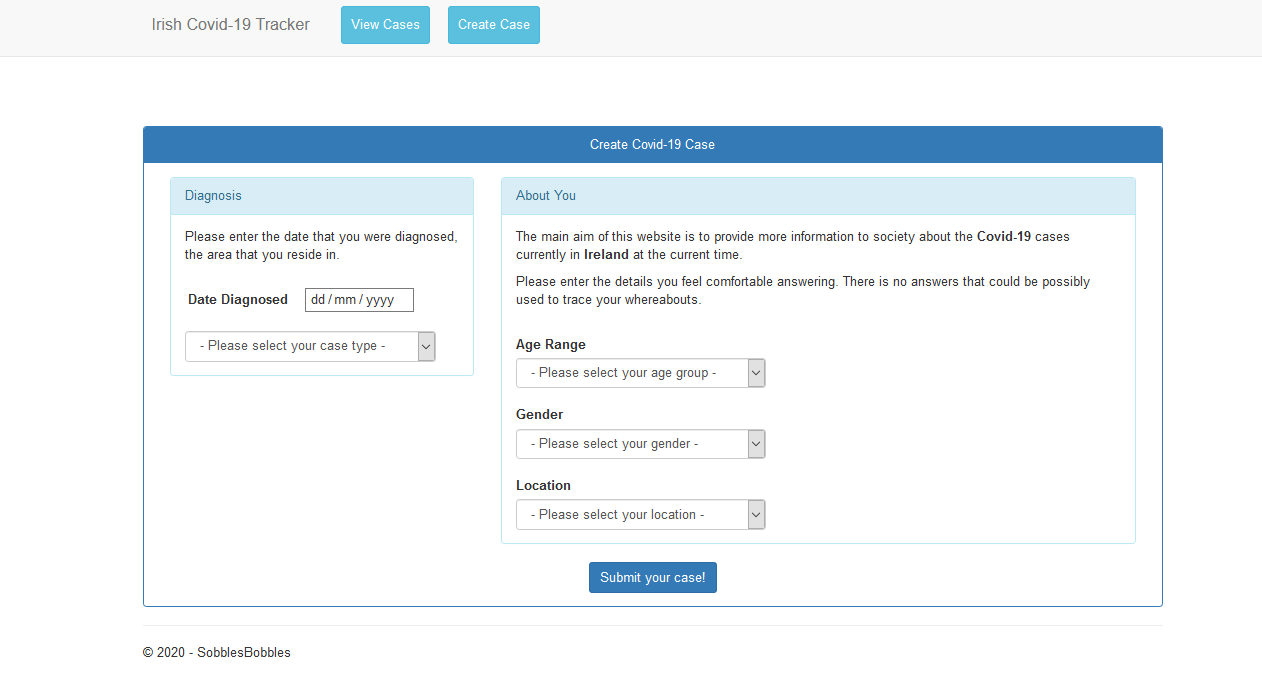 Irish Covid-19 Tracker
View Cases
Create Case
Create Covid-19 Case
Diagnosis
Please enter the date that you were diagnosed,
the area that you reside in.
Date Diagnosed
dd / mm / yyyy
- Please select your case type -
About You
The main aim of this website is to provide more information to society about the Covid-19 cases
currently in Ireland at the current time.
Please enter the details you feel comfortable answering. There is no answers that could be possibly
used to trace your whereabouts.
Age Range
- Please select your age group -
Gender
- Please select your gender -
Location
- Please select your location -
Submit your case!
© 2020 - SobblesBobbles